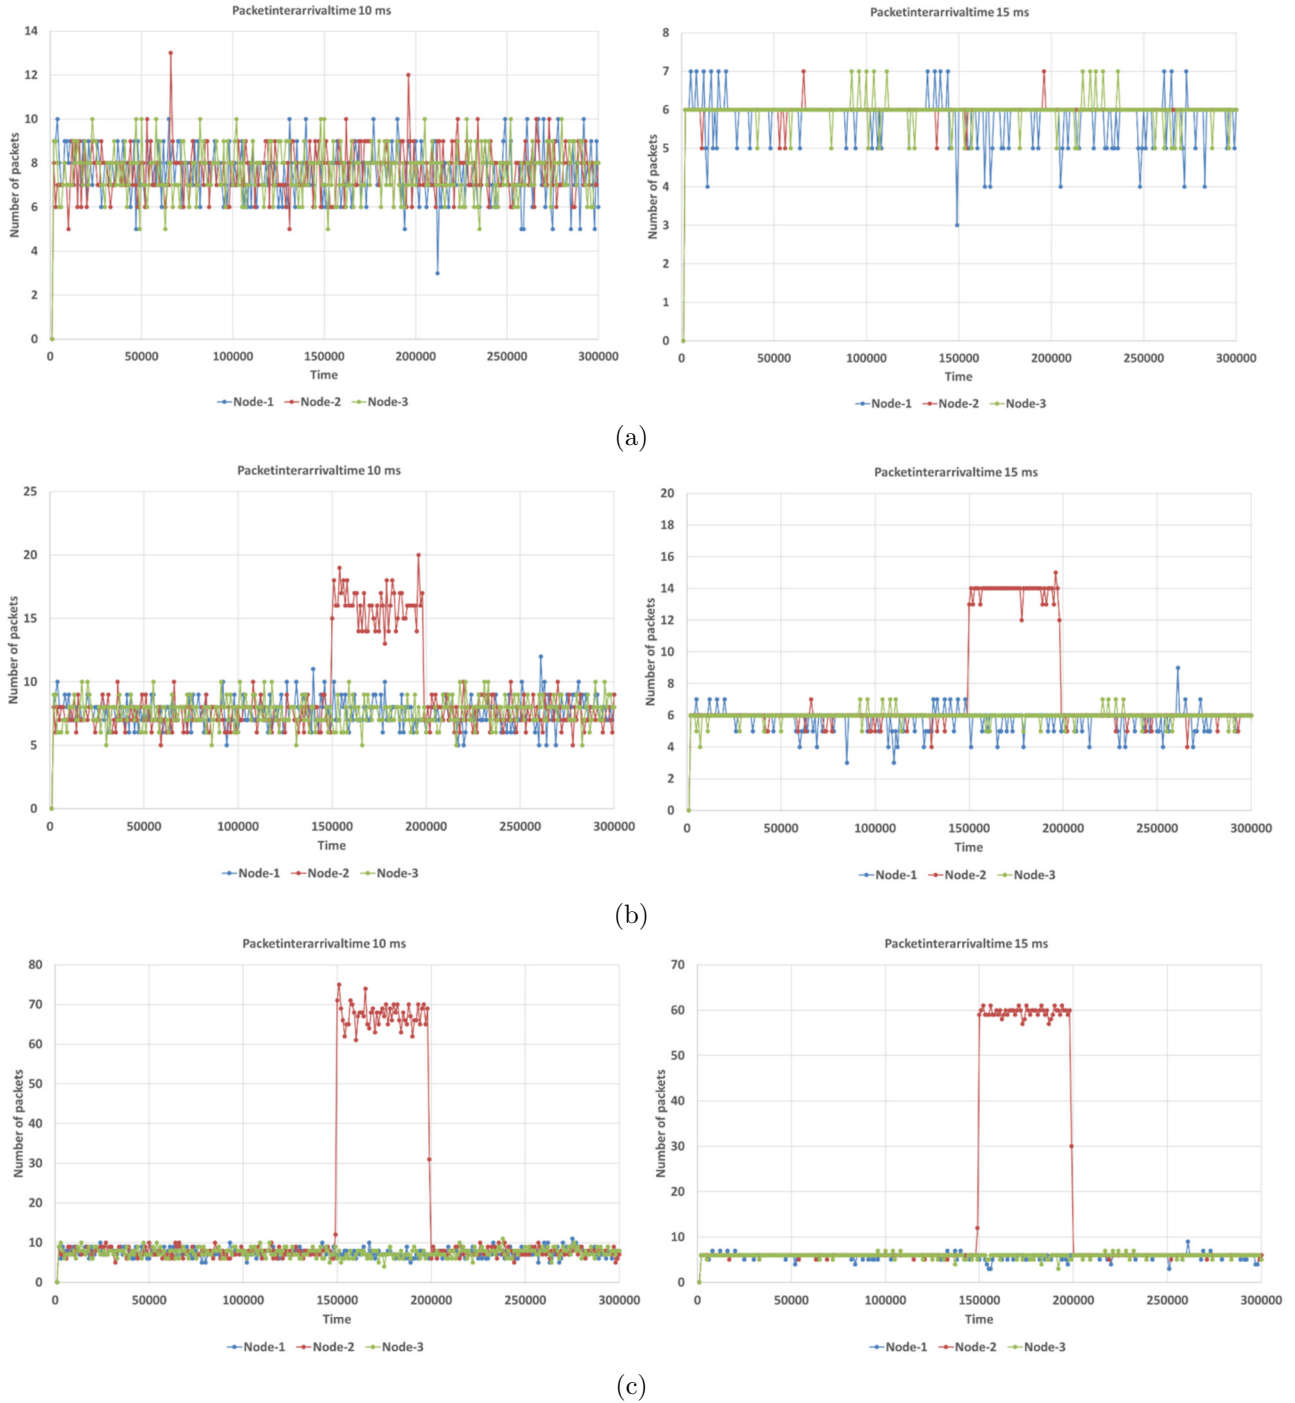 Packetinterarrivaltime 10 ms
14
12
10
8
6
4
2
0
Number of packets
0 50000 100000 150000 200000 250000 300000
Time
Node-1 Node-2 Node-3
Packetinterarrivaltime 15 ms
8
7
6
5
4
3
2
1
0
Number of packets
0 50000 100000 150000 200000 250000 300000
Time
Node-1 Node-2 Node-3
(a)
Packetinterarrivaltime 10 ms
25
20
15
10
5
0
Number of packets
0 50000 100000 150000 200000 250000 300000
Time
Node-1 Node-2 Node-3
Packetinterarrivaltime 15 ms
20
18
16
14
12
10
8
6
4
2
0
Number of packets
0 50000 100000 150000 200000 250000 300000
Time
Node-1 Node-2 Node-3
(b)
Packetinterarrivaltime 10 ms
80
70
60
50
40
30
20
10
0
Number of packets
0 50000 100000 150000 200000 250000 300000
Time
Node-1 Node-2 Node-3
Packetinterarrivaltime 15 ms
70
60
50
40
30
20
10
0
Number of packets
0 50000 100000 150000 200000 250000 300000
Time
Node-1 Node-2 Node-3
(c)